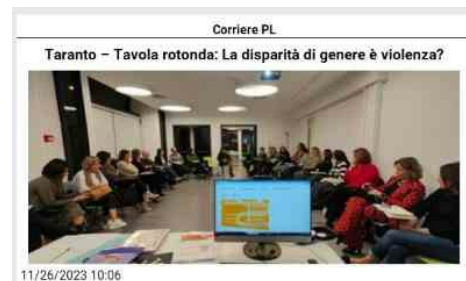 Corriere PL
Taranto – Tavola rotonda: La disparità di genere è violenza?
11/26/2023 10:06